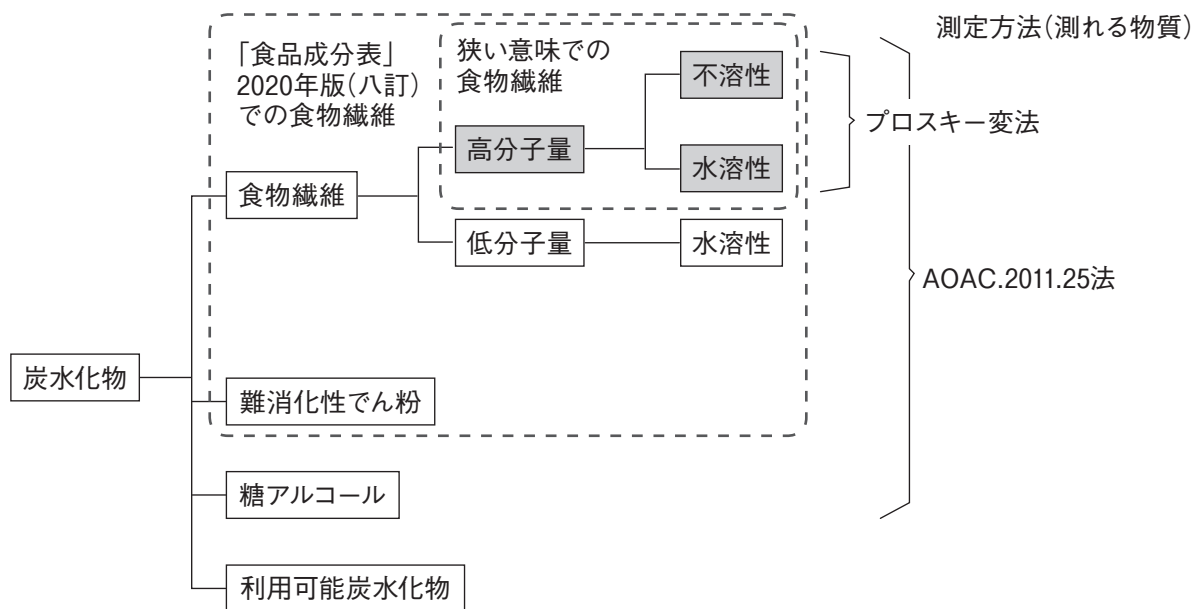 測定方法(測れる物質)
「食品成分表」
2020年版(八訂)
での食物繊維
狭い意味での
食物繊維
不溶性
プロスキー変法
高分子量
水溶性
食物繊維
低分子量
水溶性
AOAC.2011.25法
炭水化物
難消化性でん粉
糖アルコール
利用可能炭水化物